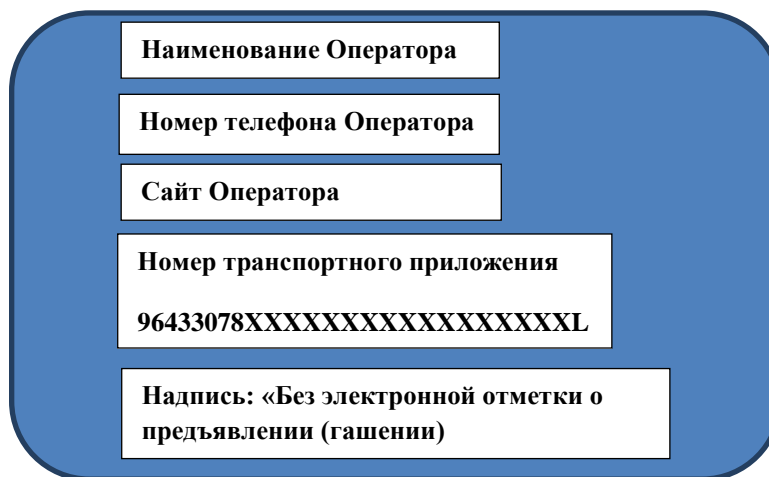 Наименование Оператора
Номер телефона Оператора
Сайт Оператора
Номер транспортного приложения
96433078XXXXXXXXXXXXXXXXXL
Надпись: «Без электронной отметки о
предъявлении (гашении)